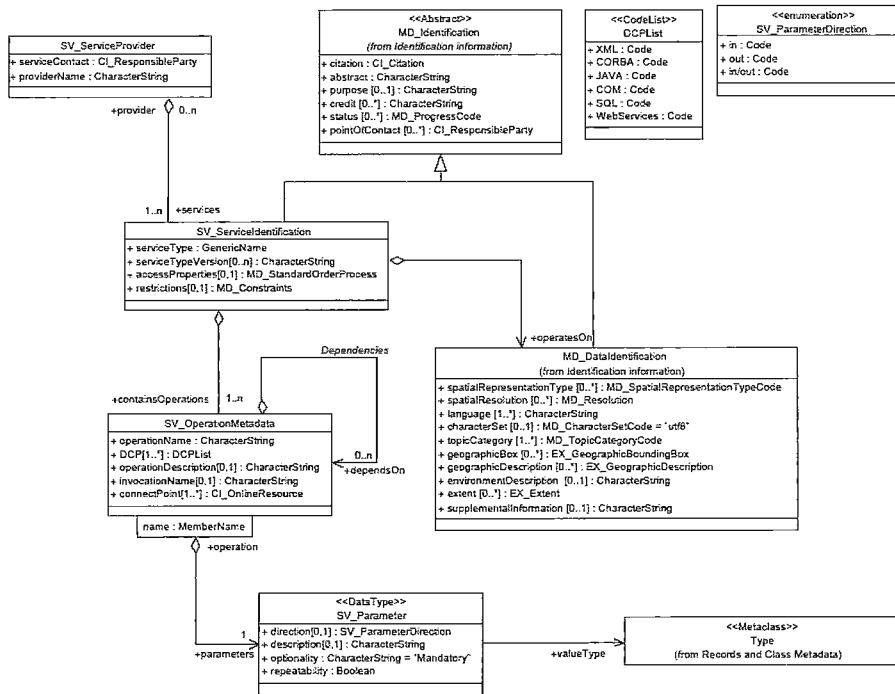 SV_ServiceProvider
+ serviceContact : CI_ResponsibleParty
+ providerName : CharacterString
+provider
0..n
1..n
+services
<<Abstract>>
MD_Identification
(from Identification information)
+ citation : CI_Citation
+ abstract : CharacterString
+ purpose [0..1] : CharacterString
+ credit [0..*] : CharacterString
+ status [0..*] : MD_ProgressCode
+ pointOfContact [0..*] : CI_ResponsibleParty
<<CodeList>>
DCPList
+ XML : Code
+ CORBA : Code
+ JAVA : Code
+ COM : Code
+ SQL : Code
+ WebServices : Code
<<enumeration>>
SV_ParameterDirection
+ in : Code
+ out : Code
+ in/out : Code
SV_ServiceIdentification
+ serviceType : GenericName
+ serviceTypeVersion[0..n] : CharacterString
+ accessProperties[0,1] : MD_StandardOrderProcess
+ restrictions[0,1] : MD_Constraints
+operatesOn
+containsOperations
1..n
Dependencies
0..n
+dependsOn
SV_OperationMetadata
+ operationName : CharacterString
+ DCP[1..*] : DCPList
+ operationDescription[0,1] : CharacterString
+ invocationName[0,1] : CharacterString
+ connectPoint[1..*] : CI_OnlineResource
name : MemberName
+operation
MD_DataIdentification
(from Identification information)
+ spatialRepresentationType [0..*] : MD_SpatialRepresentationTypeCode
+ spatialResolution [0..*] : MD_Resolution
+ language [1..*] : CharacterString
+ characterSet [0..1] : MD_CharacterSetCode = "utf8"
+ topicCategory [1..*] : MD_TopicCategoryCode
+ geographicBox [0..*] : EX_GeographicBoundingBox
+ geographicDescription [0..*] : EX_GeographicDescription
+ environmentDescription [0..1] : CharacterString
+ extent [0..*] : EX_Extent
+ supplementalInformation [0..1] : CharacterString
1
+parameters
<<DataType>>
SV_Parameter
+ direction[0,1] : SV_ParameterDirection
+ description[0,1] : CharacterString
+ optionality : CharacterString = "Mandatory"
+ repeatability : Boolean
+valueType
<<Metaclass>>
Type
(from Records and Class Metadata)